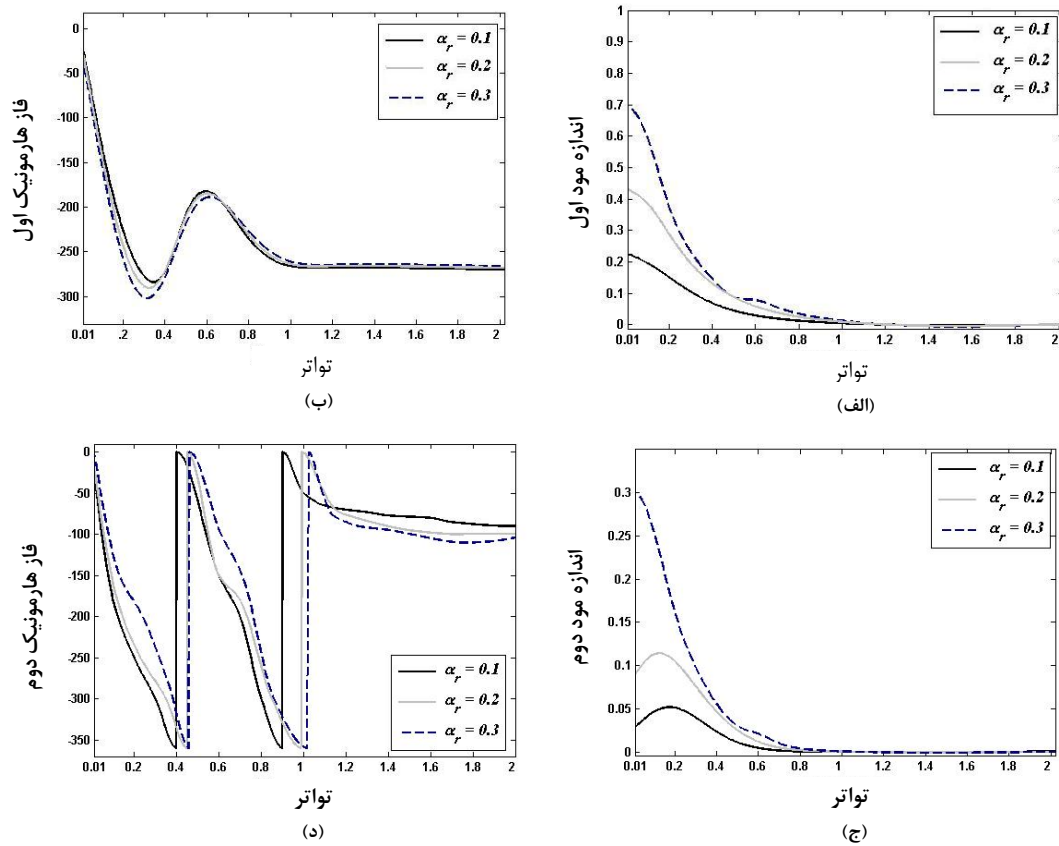 0
-50
-100
-150
-200
-250
-300
0.01 .2 0.4 0.6 0.8 1 1.2 1.4 1.6 1.8 2
α_r = 0.1
α_r = 0.2
α_r = 0.3
فاز هارمونیک اول
تواتر
(ب)
1
0.9
0.8
0.7
0.6
0.5
0.4
0.3
0.2
0.1
0
0.01 0.2 0.4 0.6 0.8 1 1.2 1.4 1.6 1.8 2
α_r = 0.1
α_r = 0.2
α_r = 0.3
اندازه مود اول
تواتر
(الف)
0
-50
-100
-150
-200
-250
-300
-350
0.01 0.2 0.4 0.6 0.8 1 1.2 1.4 1.6 1.8 2
α_r = 0.1
α_r = 0.2
α_r = 0.3
فاز هارمونیک دوم
تواتر
(د)
0.3
0.25
0.2
0.15
0.1
0.05
0
0.01 0.2 0.4 0.6 0.8 1 1.2 1.4 1.6 1.8 2
α_r = 0.1
α_r = 0.2
α_r = 0.3
اندازه مود دوم
تواتر
(ج)